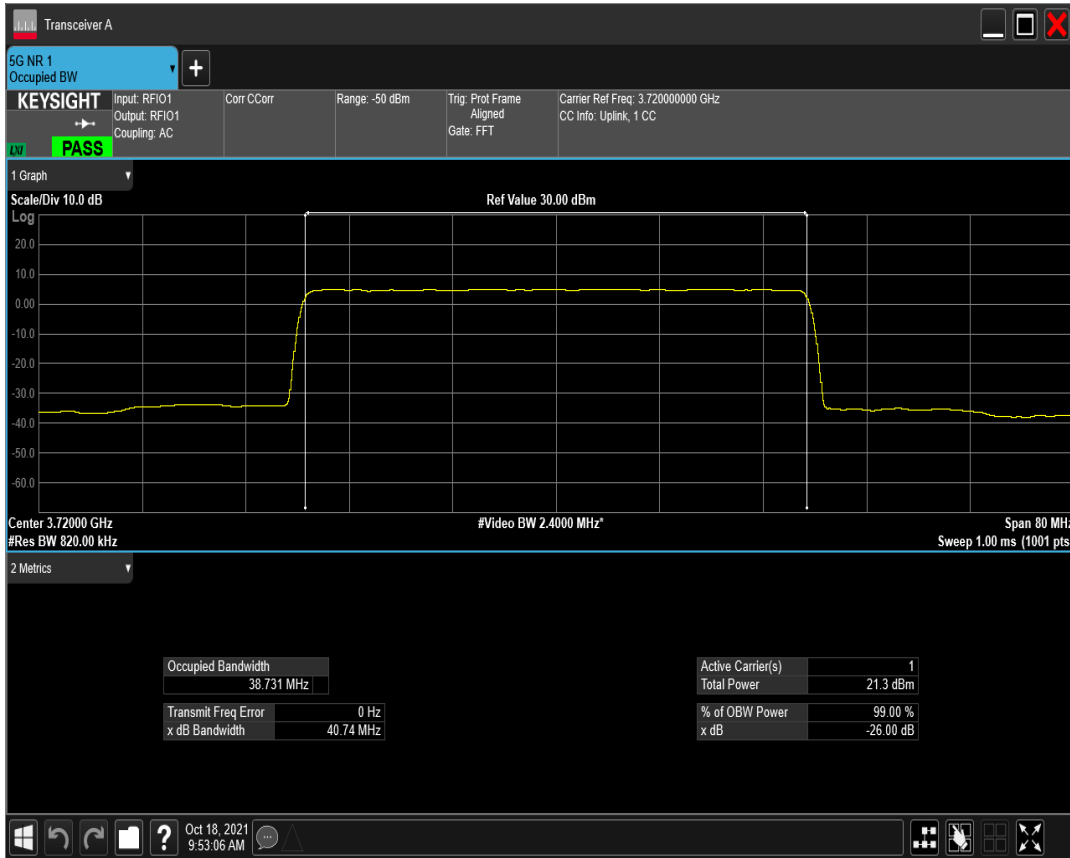 Transceiver A
5G NR 1
Occupied BW
+
KEYSIGHT
LXI
PASS
Input: RFIO1
Output: RFIO1
Coupling: AC
Corr CCorr
Range: -50 dBm
Trig: Prot Frame
Aligned
Gate: FFT
Carrier Ref Freq: 3.720000000 GHz
CC Info: Uplink, 1 CC
1 Graph
Scale/Div 10.0 dB
Ref Value 30.00 dBm
Log
20.0
10.0
0.00
-10.0
-20.0
-30.0
-40.0
-50.0
-60.0
Center 3.72000 GHz
#Video BW 2.4000 MHz*
Span 80 MHz
#Res BW 820.00 kHz
Sweep 1.00 ms (1001 pts
2 Metrics
Occupied Bandwidth
38.731 MHz
Transmit Freq Error 0 Hz
x dB Bandwidth 40.74 MHz
Active Carrier(s) 1
Total Power 21.3 dBm
% of OBW Power 99.00 %
x dB -26.00 dB
?
Oct 18, 2021
9:53:06 AM